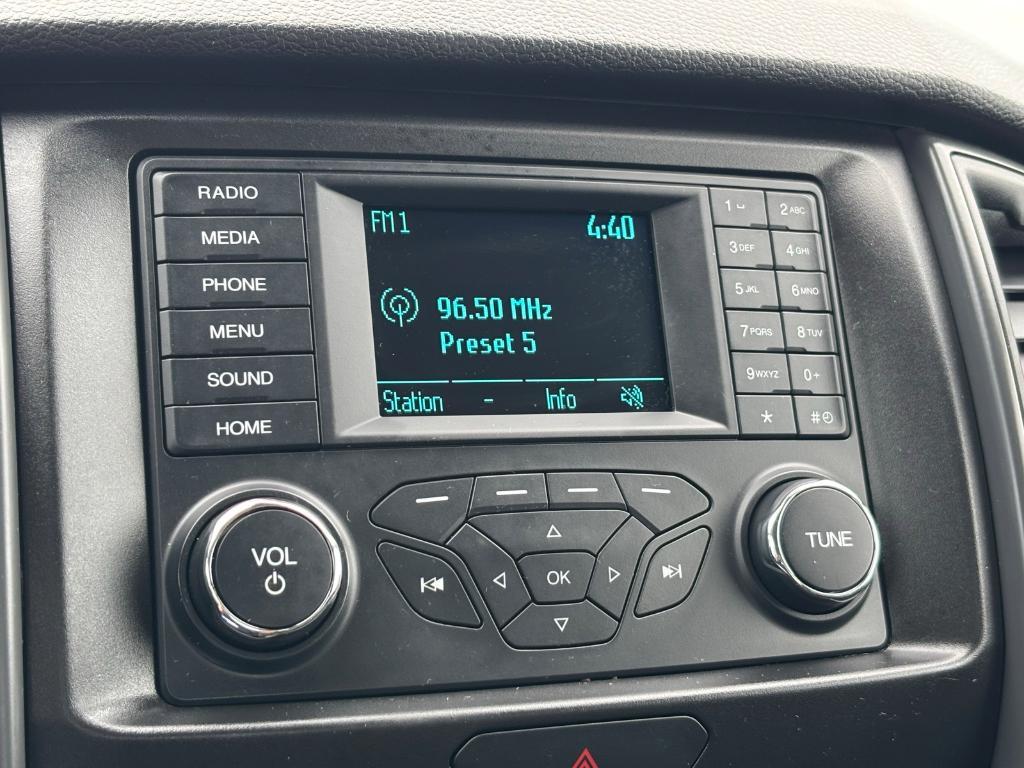 RADIO
MEDIA
PHONE
MENU
SOUND
HOME
FM1 4:40
96.50 MHz
Preset 5
Station - Info
1 2ABC
3DEF 4GHI
5JKL 6MNO
7PQRS 8TUV
9WXYZ 0+
* #
VOL
OK
TUNE